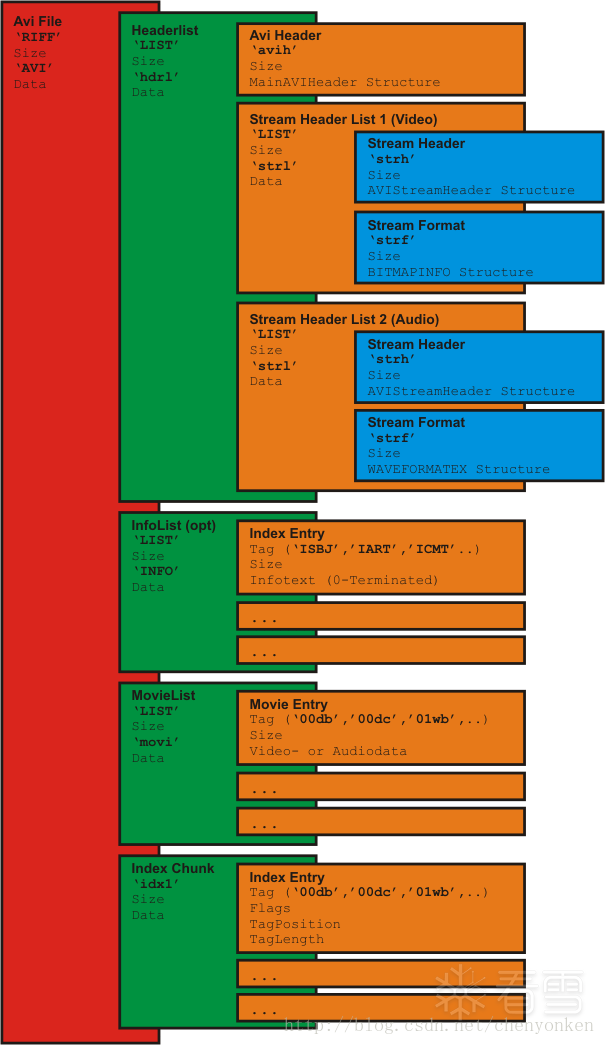 Avi File
‘RIFF’
Size
‘AVI’
Data
Headerlist
‘LIST’
Size
‘hdrl’
Data
Avi Header
‘avih’
Size
MainAVIHeader Structure
Stream Header List 1 (Video)
‘LIST’
Size
‘strl’
Data
Stream Header
‘strh’
Size
AVIStreamHeader Structure
Stream Format
‘strf’
Size
BITMAPINFO Structure
Stream Header List 2 (Audio)
‘LIST’
Size
‘strl’
Data
Stream Header
‘strh’
Size
AVIStreamHeader Structure
Stream Format
‘strf’
Size
WAVEFORMATEX Structure
InfoList (opt)
‘LIST’
Size
‘INFO’
Data
Index Entry
Tag (‘ISBJ’,’IART’,’ICMT’..)
Size
Infotext (0-Terminated)
...
...
MovieList
‘LIST’
Size
‘movi’
Data
Movie Entry
Tag (‘00db’,’00dc’,’01wb’,..)
Size
Video- or Audiodata
...
...
Index Chunk
‘idx1’
Size
Data
Index Entry
Tag (‘00db’,’00dc’,’01wb’,..)
Flags
TagPosition
TagLength
...
...
看雪
http://blog.csdn.net/chenyonken